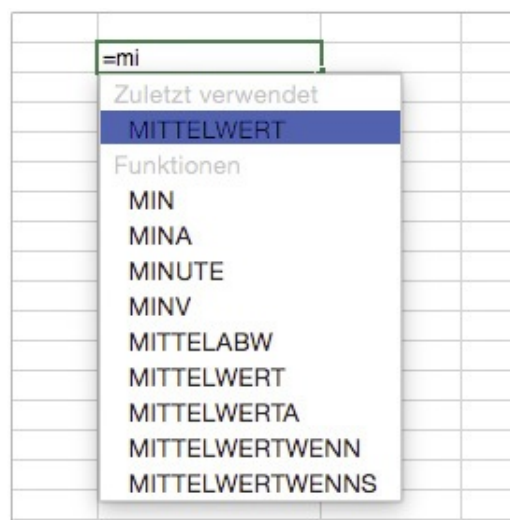 =mi
Zuletzt verwendet
MITTELWERT
Funktionen
MIN
MINA
MINUTE
MINV
MITTELABW
MITTELWERT
MITTELWERTA
MITTELWERTWENN
MITTELWERTWENNS